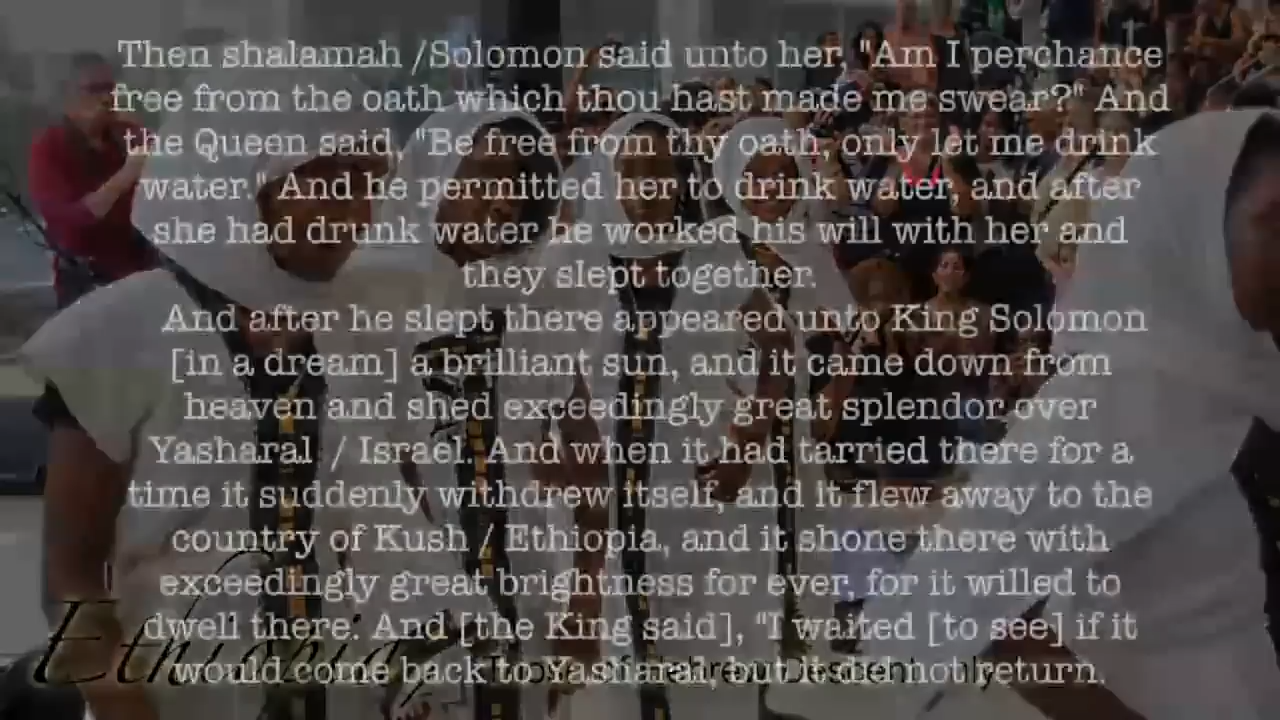 Then shalamah /Solomon said unto her, "Am I perchance
free from the oath which thou hast made me swear?" And
the Queen said, "Be free from thy oath, only let me drink
water." And he permitted her to drink water, and after
she had drunk water he worked his will with her and
they slept together.
And after he slept there appeared unto King Solomon
[in a dream] a brilliant sun, and it came down from
heaven and shed exceedingly great splendor over
Yasharal / Israel. And when it had tarried there for a
time it suddenly withdrew itself, and it flew away to the
country of Kush / Ethiopia, and it shone there with
exceedingly great brightness for ever, for it willed to
dwell there. And [the King said], "I waited [to see] if it
would come back to Yasharal, but it did not return.
Ethiopia